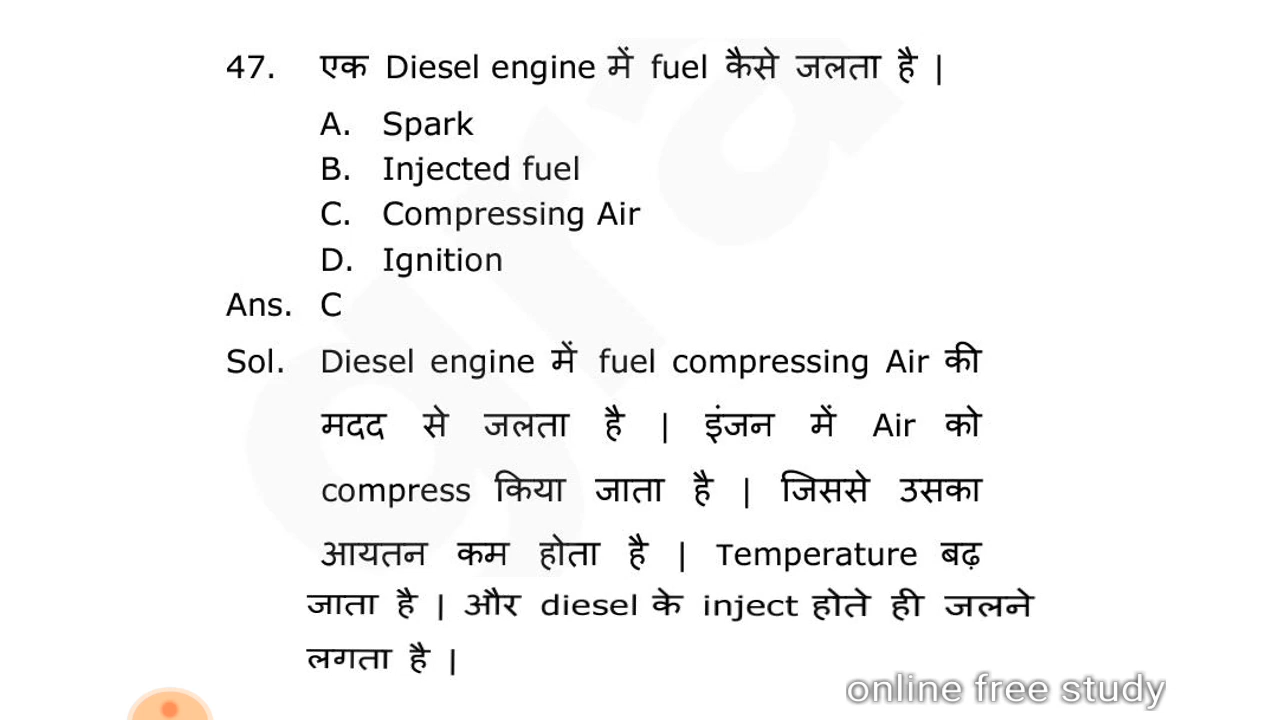 47. एक Diesel engine में fuel कैसे जलता है |
A. Spark
B. Injected fuel
C. Compressing Air
D. Ignition
Ans. C
Sol. Diesel engine में fuel compressing Air की
मदद से जलता है | इंजन में Air को
compress किया जाता है | जिससे उसका
आयतन कम होता है | Temperature बढ़
जाता है | और diesel के inject होते ही जलने
लगता है |
online free study